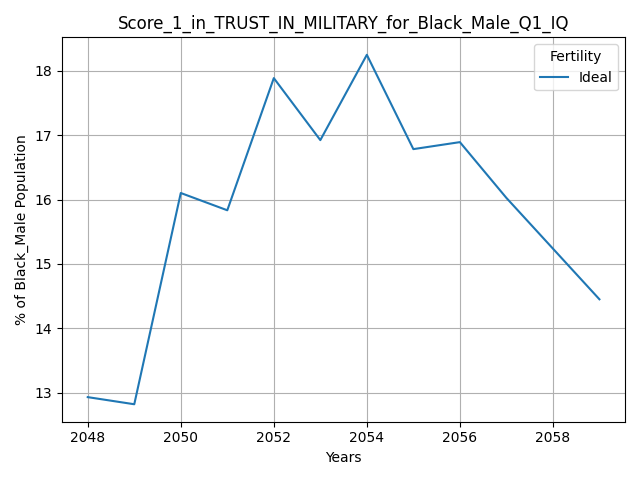 Score_1_in_TRUST_IN_MILITARY_for_Black_Male_Q1_IQ
Fertility
Ideal
% of Black_Male Population
18
17
16
15
14
13
2048
2050
2052
2054
2056
2058
Years